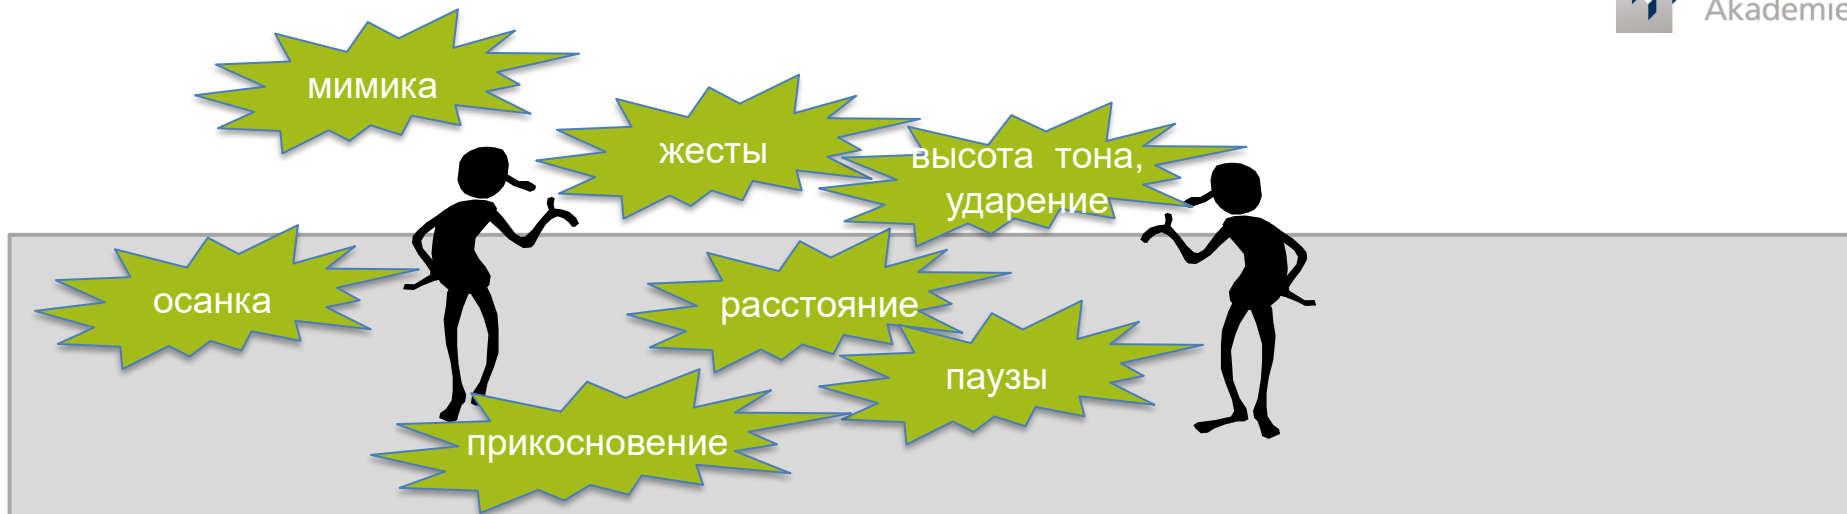 Akademie
мимика
жесты
высота тона,
ударение
осанка
расстояние
паузы
прикосновение